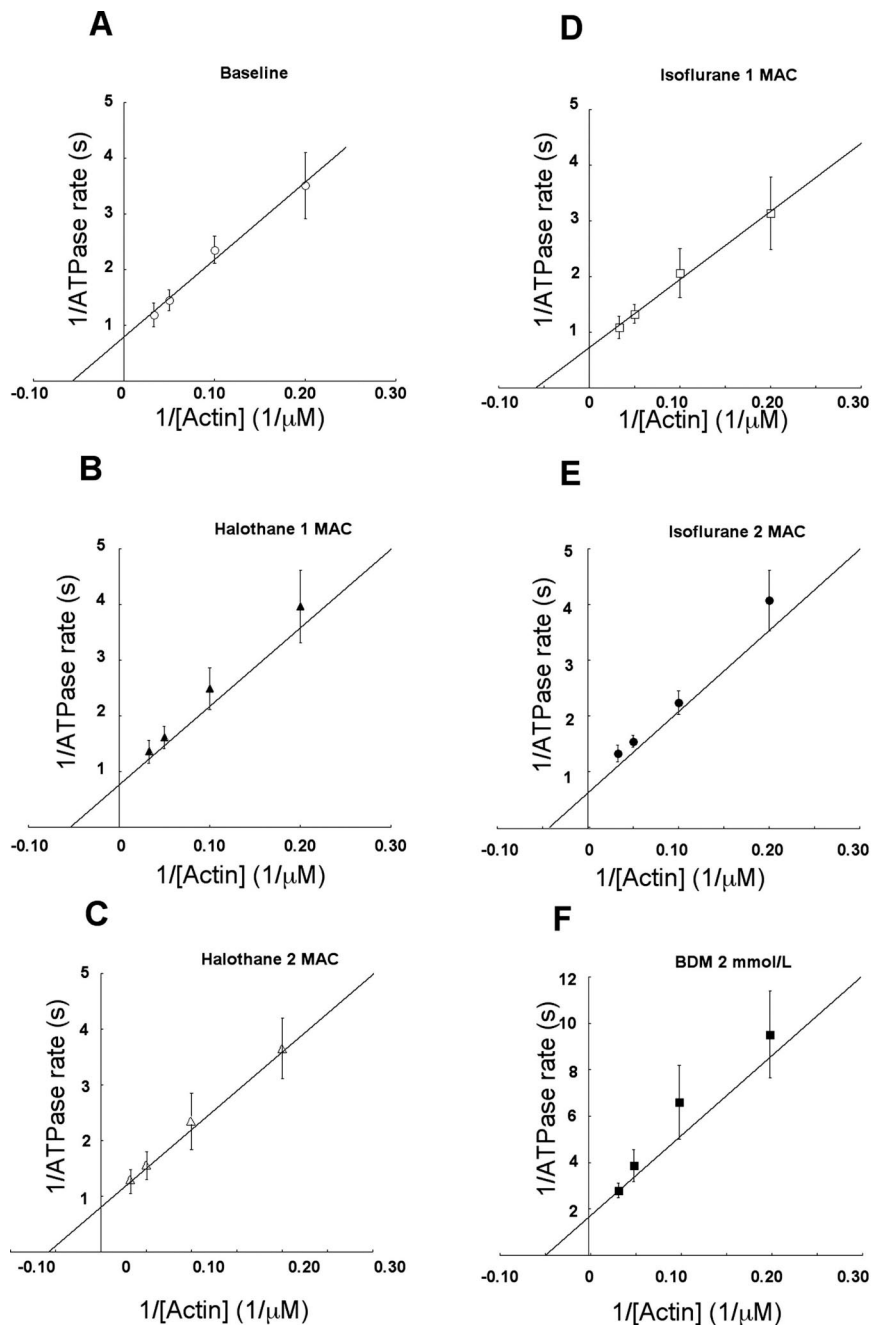 A
Baseline
5
4
3
2
1
1/ATPase rate (s)
-0.10
0
0.10
0.20
0.30
1/[Actin] (1/μM)
B
Halothane 1 MAC
5
4
3
2
1
1/ATPase rate (s)
-0.10
0
0.10
0.20
0.30
1/[Actin] (1/μM)
C
Halothane 2 MAC
5
4
3
2
1
1/ATPase rate (s)
-0.10
0
0.10
0.20
0.30
1/[Actin] (1/μM)
D
Isoflurane 1 MAC
5
4
3
2
1
1/ATPase rate (s)
-0.10
0
0.10
0.20
0.30
1/[Actin] (1/μM)
E
Isoflurane 2 MAC
5
4
3
2
1
1/ATPase rate (s)
-0.10
0
0.10
0.20
0.30
1/[Actin] (1/μM)
F
BDM 2 mmol/L
12
10
8
6
4
2
1/ATPase rate (s)
-0.10
0
0.10
0.20
0.30
1/[Actin] (1/μM)